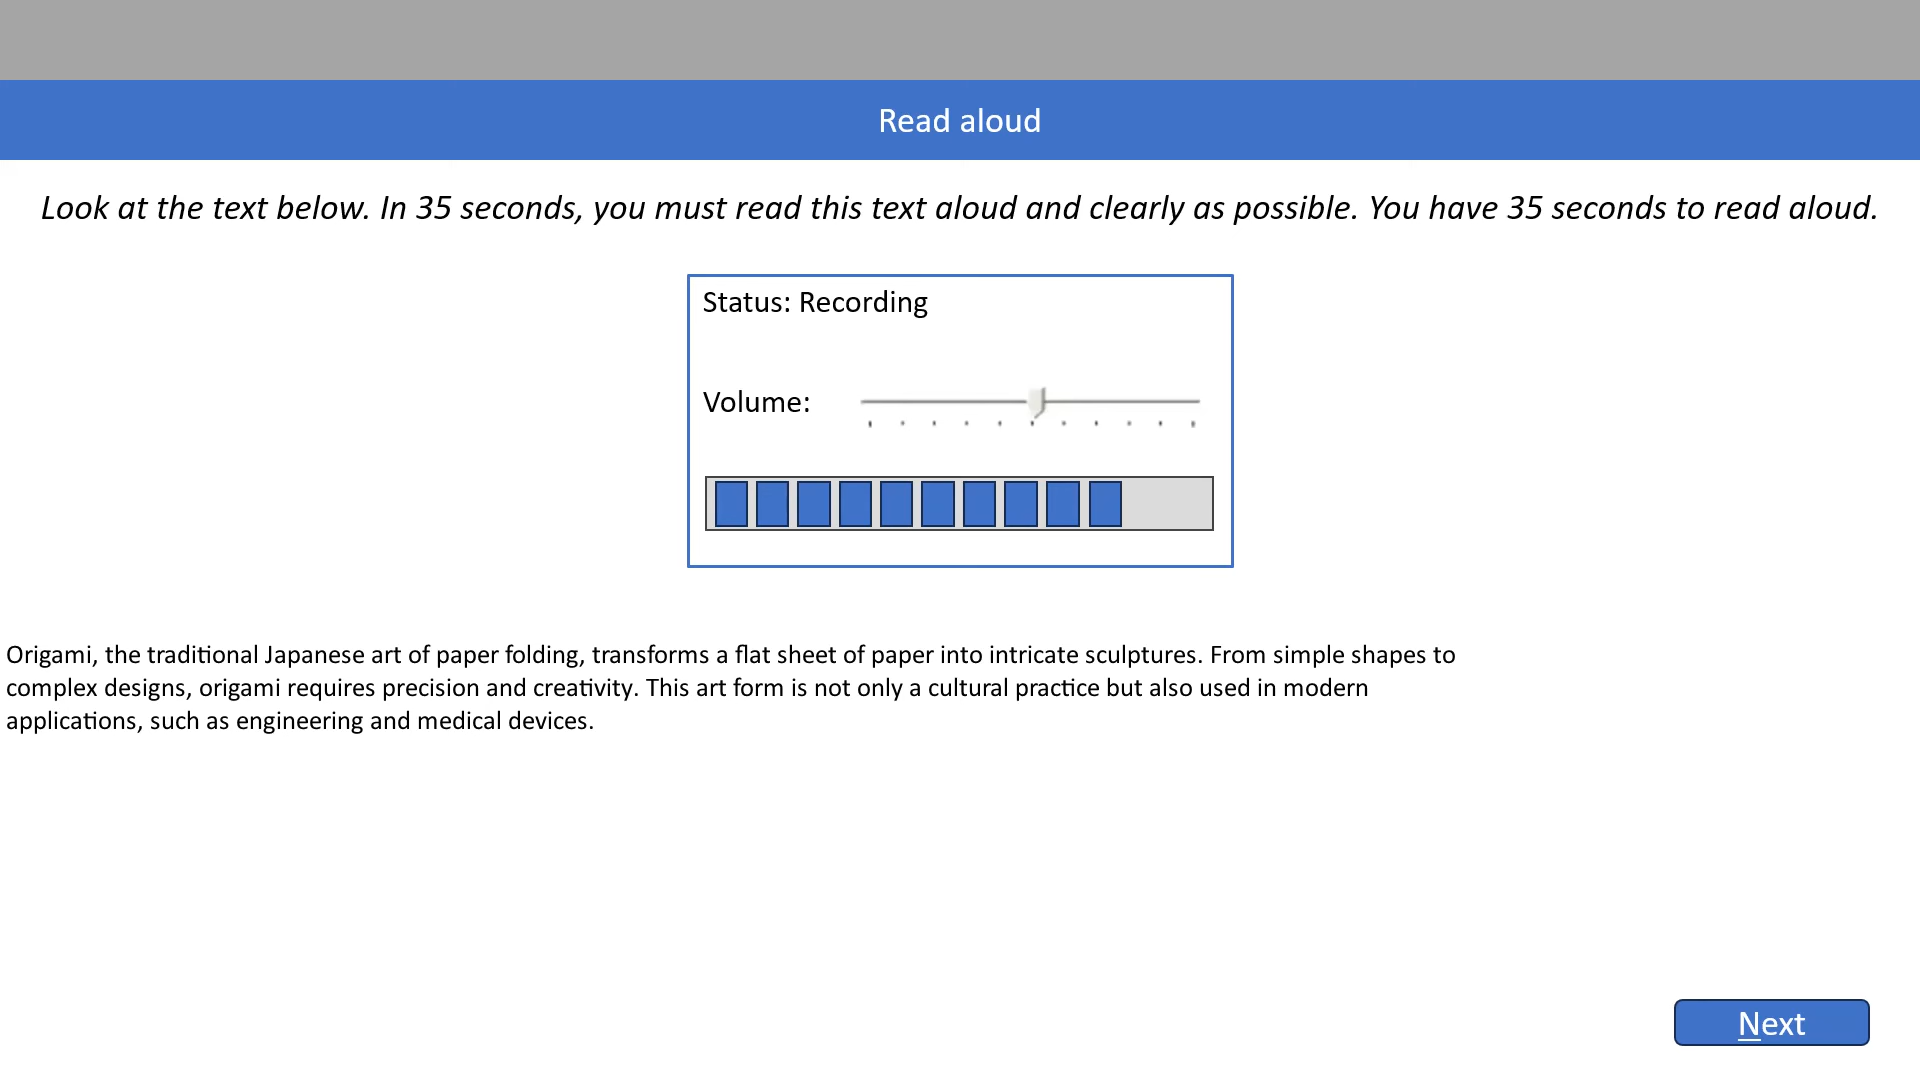 Read aloud
Look at the text below. In 35 seconds, you must read this text aloud and clearly as possible. You have 35 seconds to read aloud.
Status: Recording
Volume:
Origami, the traditional Japanese art of paper folding, transforms a flat sheet of paper into intricate sculptures. From simple shapes to
complex designs, origami requires precision and creativity. This art form is not only a cultural practice but also used in modern
applications, such as engineering and medical devices.
Next